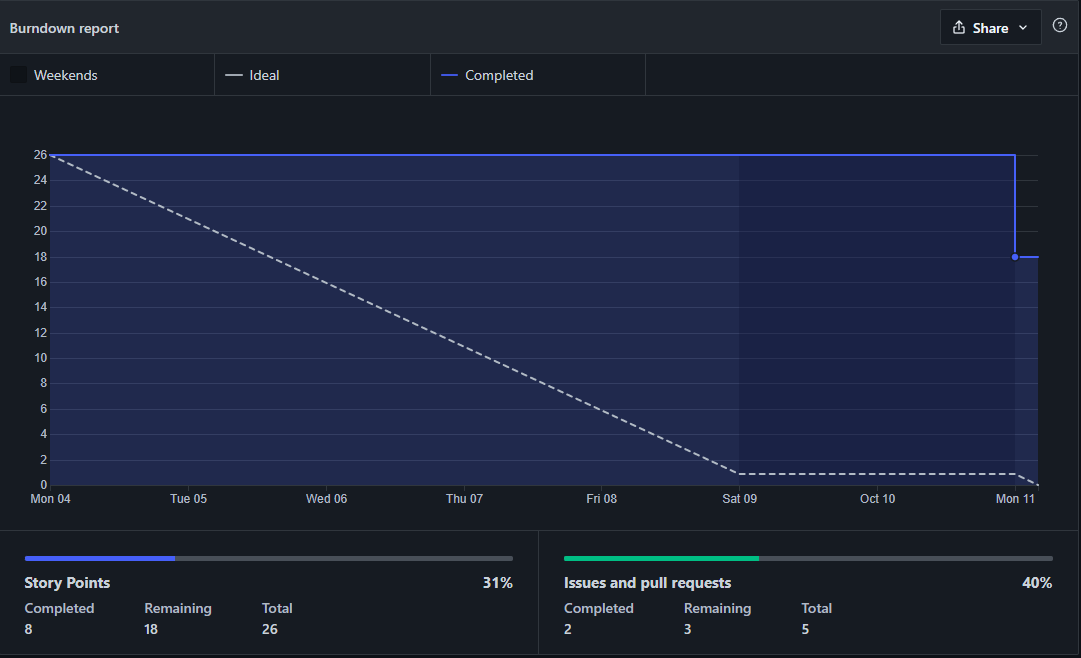 Burndown report
Share
Weekends
Ideal
Completed
26
24
22
20
18
16
14
12
10
8
6
4
2
0
Mon 04 Tue 05 Wed 06 Thu 07 Fri 08 Sat 09 Oct 10 Mon 11
Story Points 31%
Completed Remaining Total
8 18 26
Issues and pull requests 40%
Completed Remaining Total
2 3 5